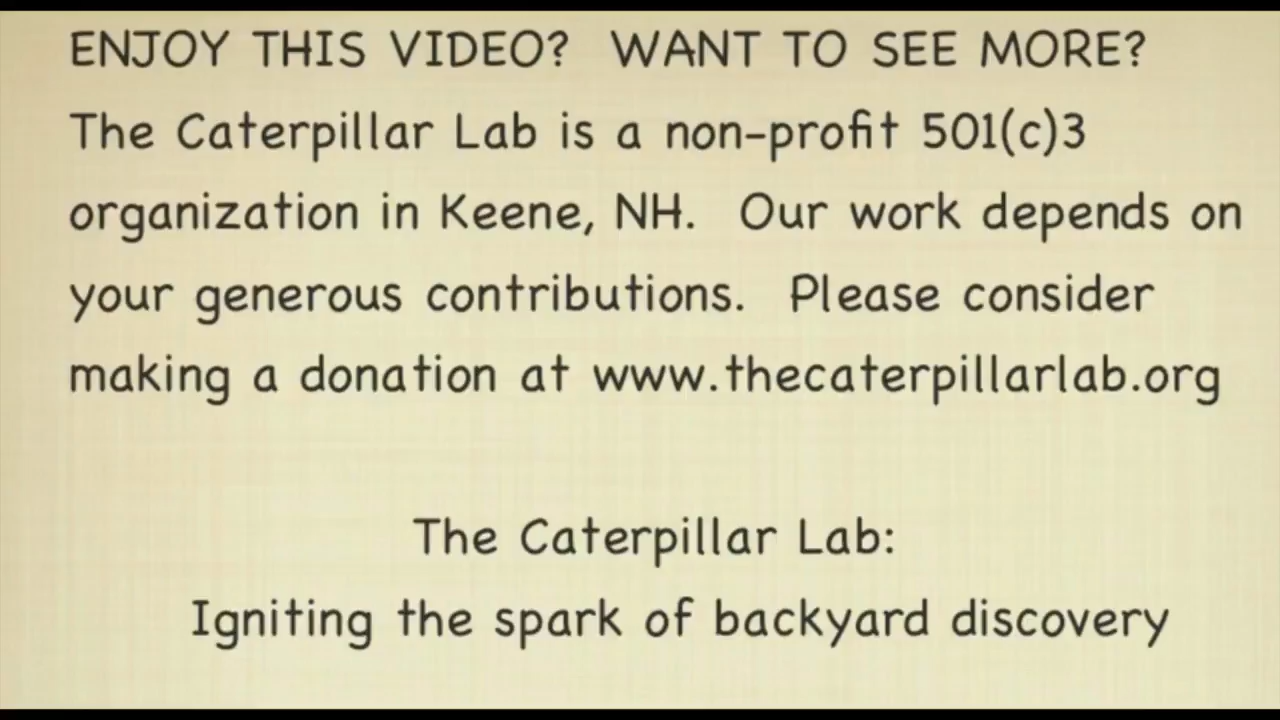 ENJOY THIS VIDEO?  WANT TO SEE MORE?
The Caterpillar Lab is a non-profit 501(c)3
organization in Keene, NH.  Our work depends on
your generous contributions.  Please consider
making a donation at www.thecaterpillarlab.org
The Caterpillar Lab:
Igniting the spark of backyard discovery